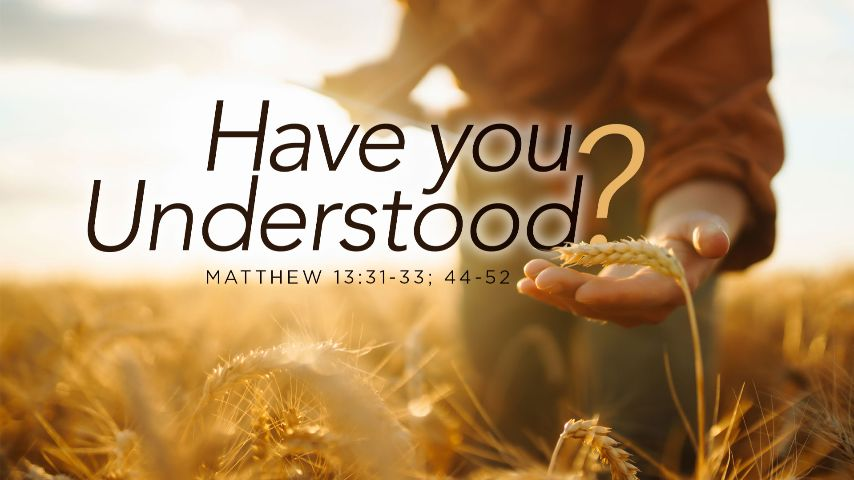 Have you
Understood?
MATTHEW 13:31-33; 44-52